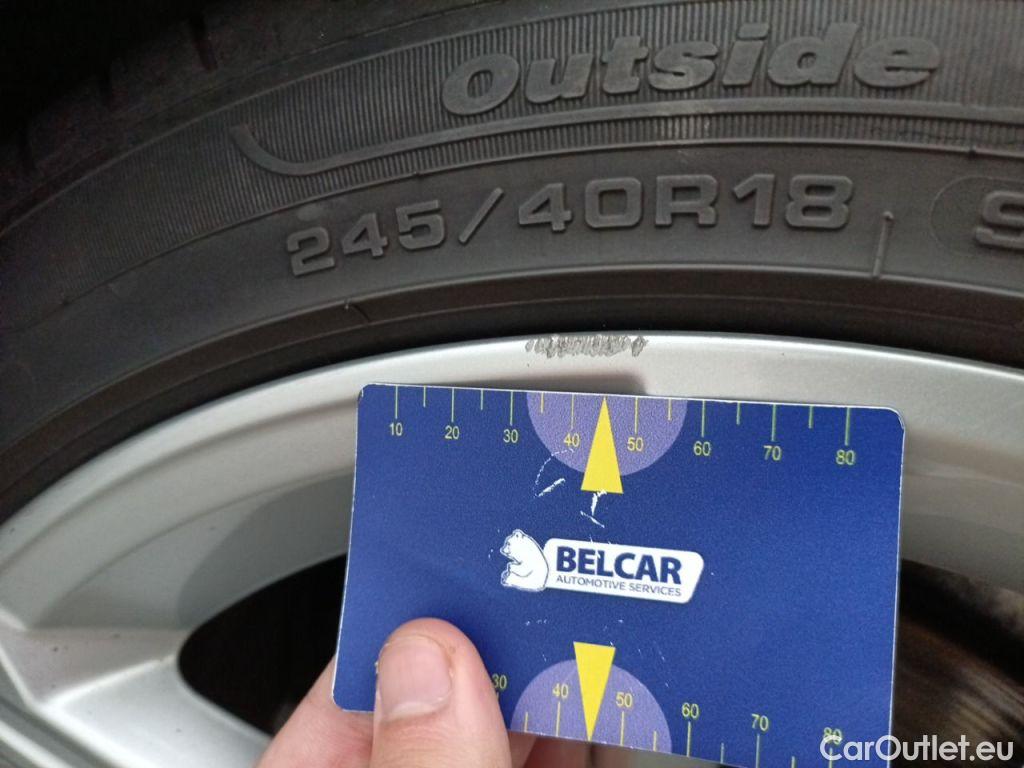 Outside
245/40R18
S
10 20 30 40 50 60 70 80
BELCAR
AUTOMOTIVE SERVICES
30 40 50 60 70 80
CarOutlet.eu